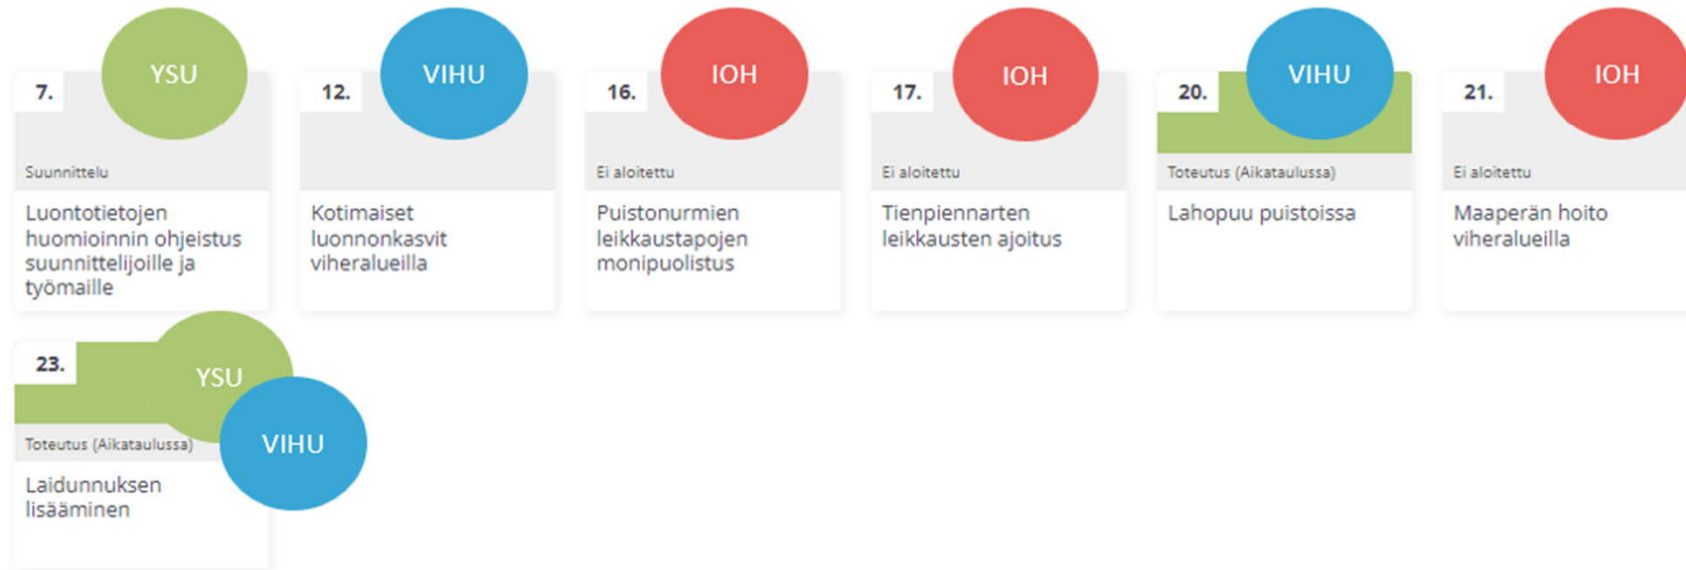 7.
YSU
Suunnittelu
Luontotietojen
huomioinnin ohjeistus
suunnittelijoille ja
työmaille
12.
VIHU
Kotimaiset
luonnonkasvit
viheralueilla
16.
IOH
Ei aloitettu
Puistonurmien
leikkaustapojen
monipuolistus
17.
IOH
Ei aloitettu
Tienpiennarten
leikkausten ajoitus
20.
VIHU
Toteutus (Aikataulussa)
Lahopuu puistoissa
21.
IOH
Ei aloitettu
Maaperän hoito
viheralueilla
23.
YSU
VIHU
Toteutus (Aikataulussa)
Laidunnuksen
lisääminen